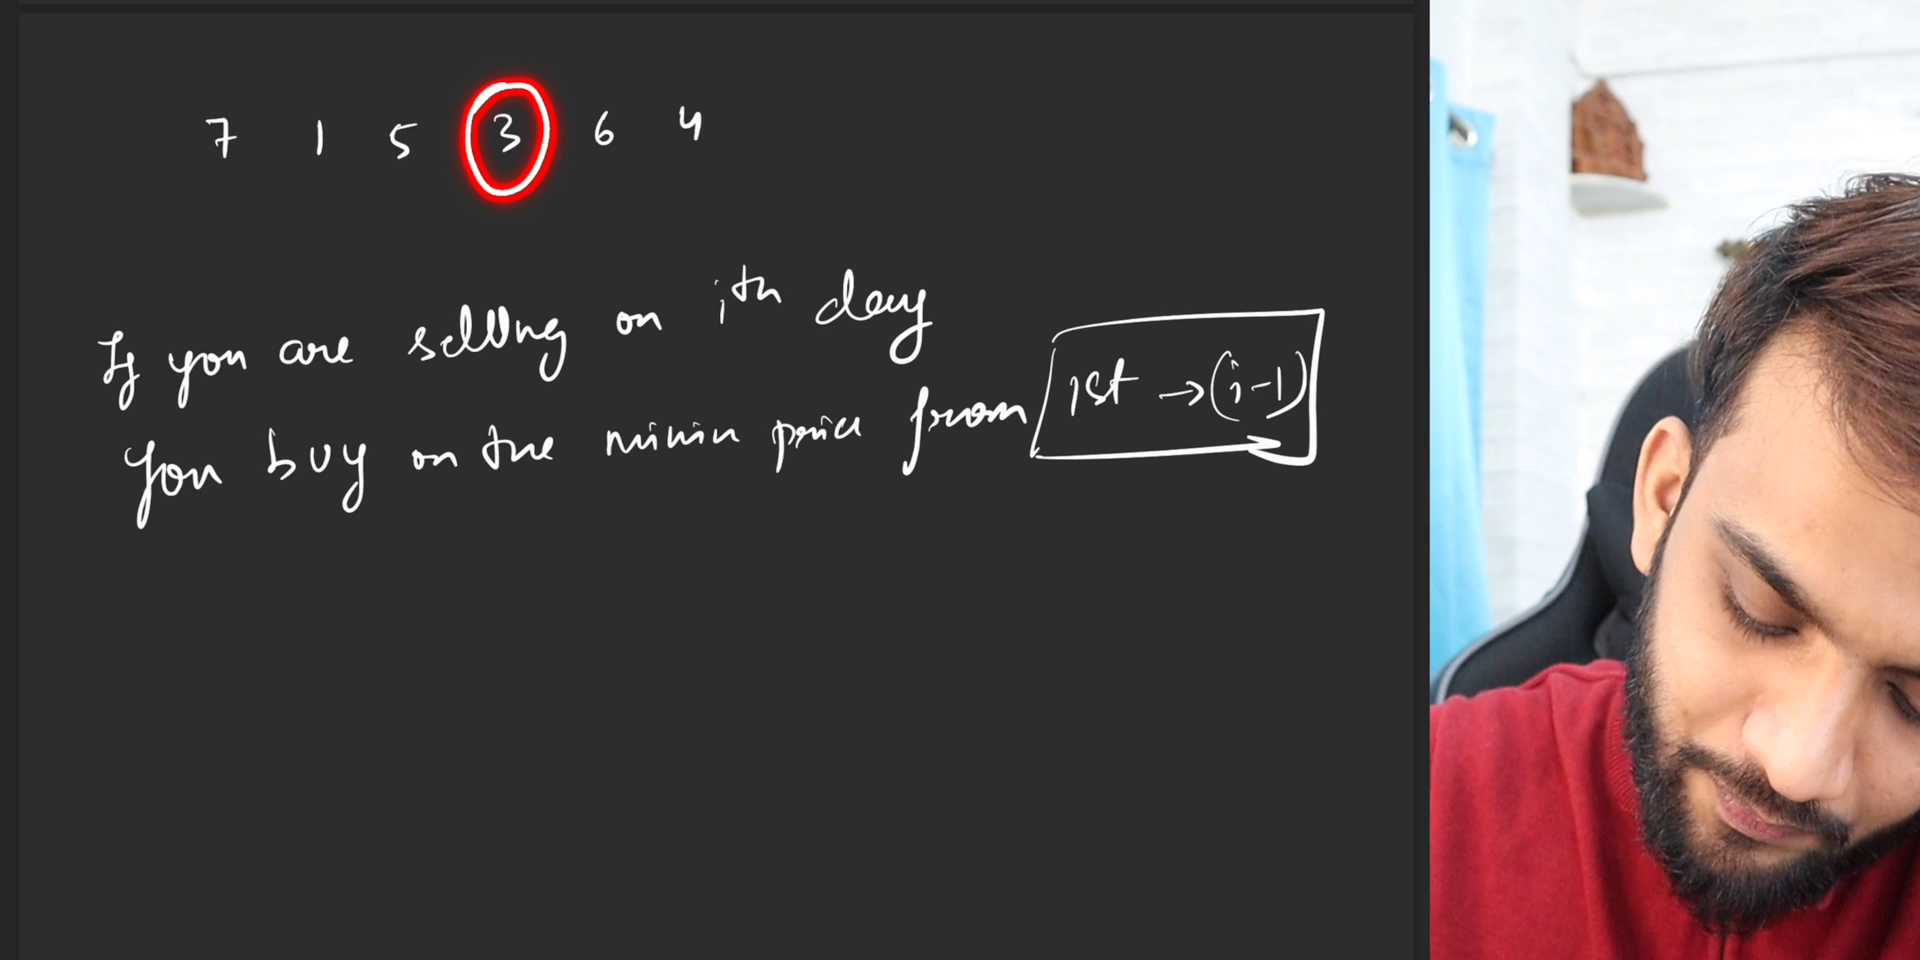 7 1 5 3 6 4
If you are selling on ith day
You buy on the minim price from 1st → (i-1)